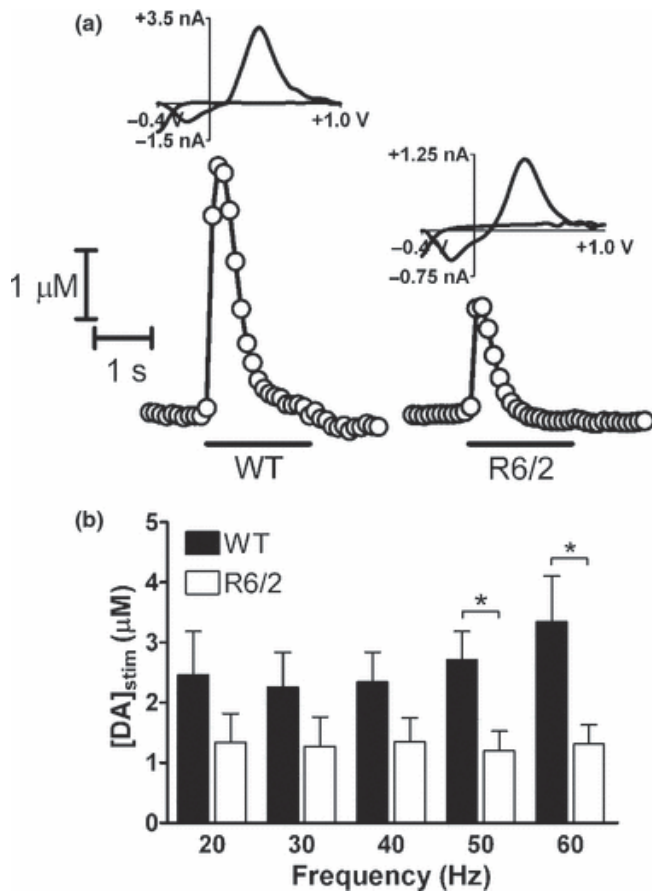 (a)
+3.5 nA
−0.4 V
+1.0 V
−1.5 nA
+1.25 nA
−0.4
+1.0 V
−0.75 nA
1 μM
1 s
WT
R6/2
(b)
5
WT
R6/2
4
*
*
3
2
1
0
[DA]stim (μM)
20 30 40 50 60
Frequency (Hz)